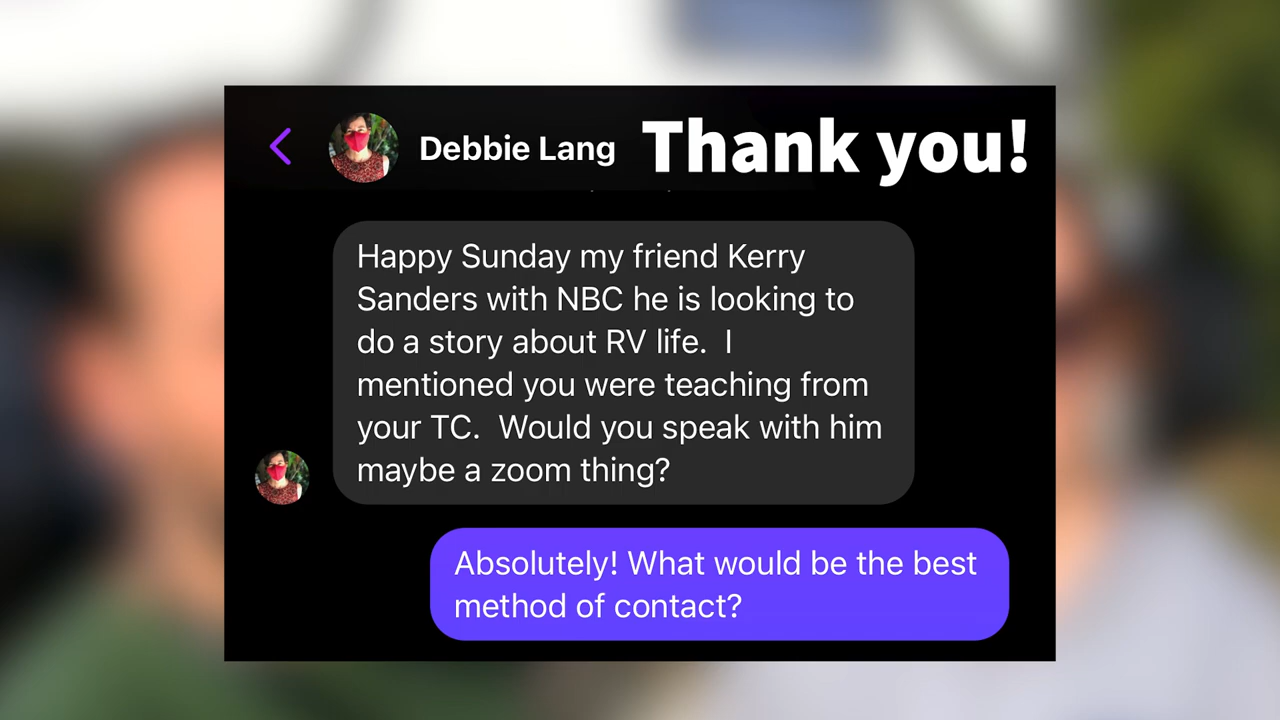 Debbie Lang Thank you!
Happy Sunday my friend Kerry
Sanders with NBC he is looking to
do a story about RV life.  I
mentioned you were teaching from
your TC.  Would you speak with him
maybe a zoom thing?
Absolutely! What would be the best
method of contact?